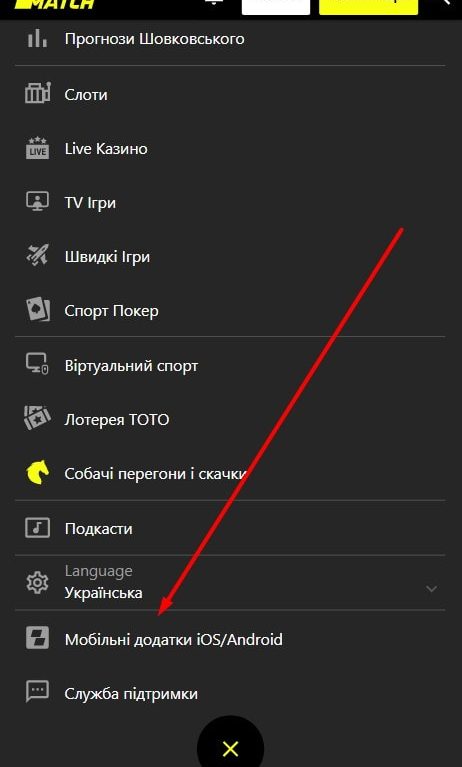 MATCH
Прогнози Шовковського
Слоти
LIVE
Live Казино
TV Ігри
Швидкі Ігри
Спорт Покер
Віртуальний спорт
Лотерея ТОТО
Собачі перегони і скачки
Подкасти
Language
Українська
Мобільні додатки iOS/Android
Служба підтримки